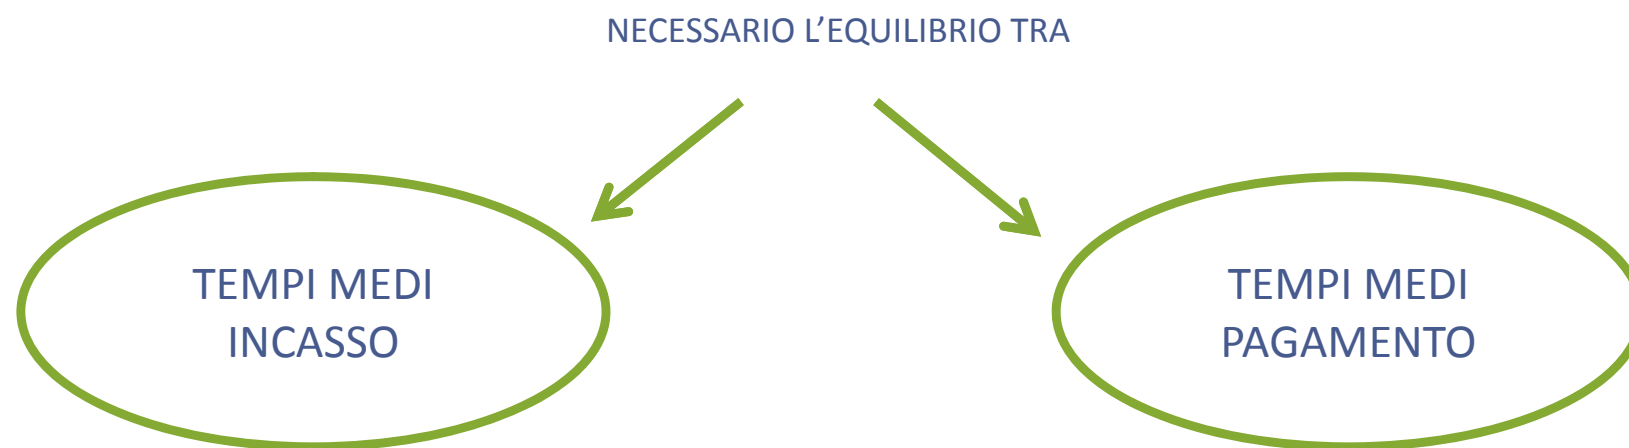 NECESSARIO L’EQUILIBRIO TRA
TEMPI MEDI
INCASSO
TEMPI MEDI
PAGAMENTO